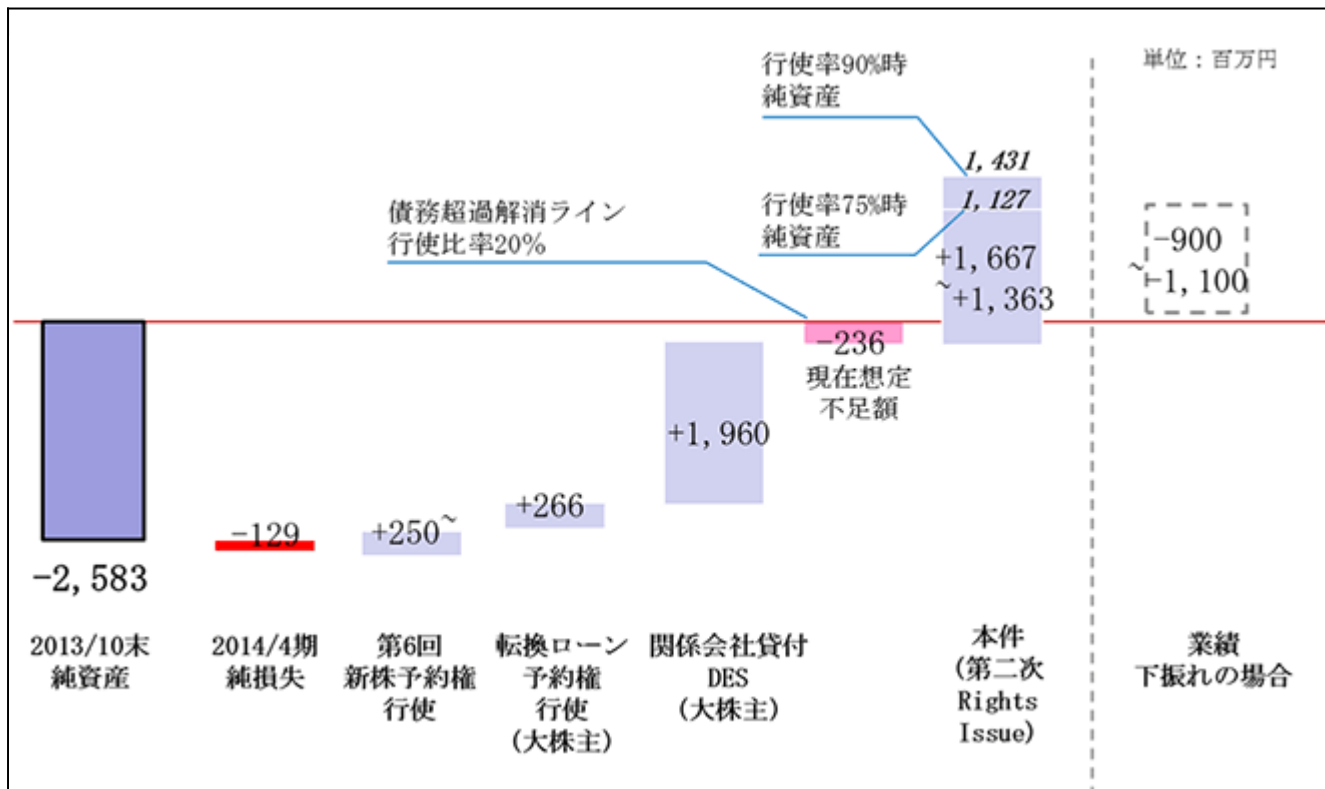 単位：百万円
行使率90%時
純資産
1,431
行使率75%時
純資産
1,127
債務超過解消ライン
行使比率20%
+1,667
~+1,363
-900
~-1,100
-236
現在想定
不足額
+1,960
+266
+250~
-129
-2,583
2013/10末
純資産
2014/4期
純損失
第6回
新株予約権
行使
転換ローン
予約権
行使
(大株主)
関係会社貸付
DES
(大株主)
本件
(第二次
Rights
Issue)
業績
下振れの場合